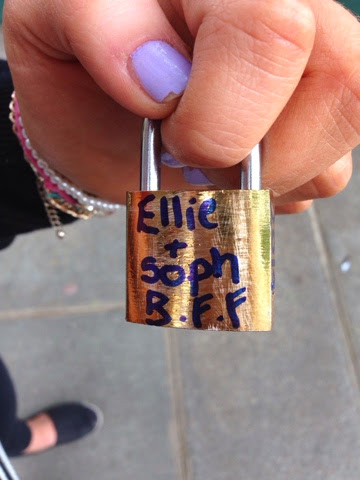 Ellie
+
soph
B.F.F